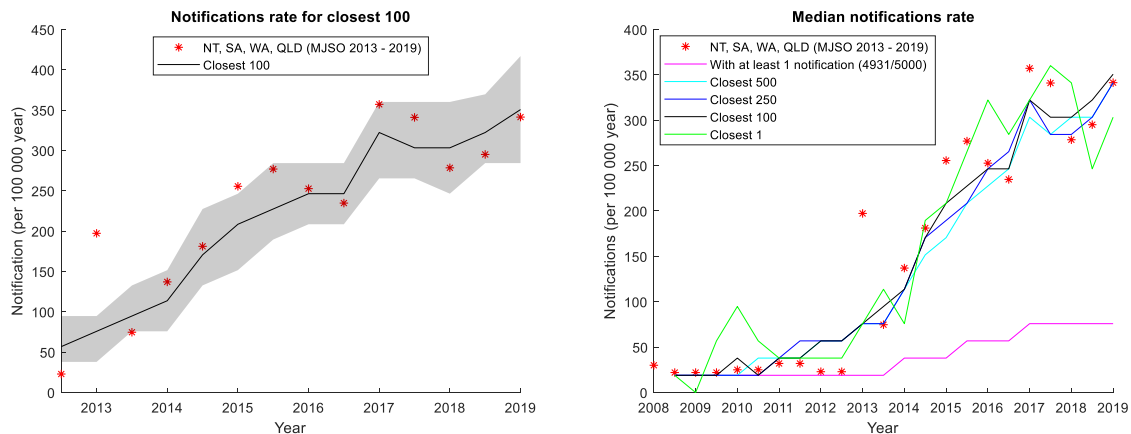 Notifications rate for closest 100
450
400
350
300
250
200
150
100
50
0
Notification (per 100 000 year)
NT, SA, WA, QLD (MJSO 2013 - 2019)
Closest 100
2013
2014
2015
2016
2017
2018
2019
Year
Median notifications rate
400
350
300
250
200
150
100
50
0
Notifications (per 100 000 year)
NT, SA, WA, QLD (MJSO 2013 - 2019)
With at least 1 notification (4931/5000)
Closest 500
Closest 250
Closest 100
Closest 1
2008
2009
2010
2011
2012
2013
2014
2015
2016
2017
2018
2019
Year